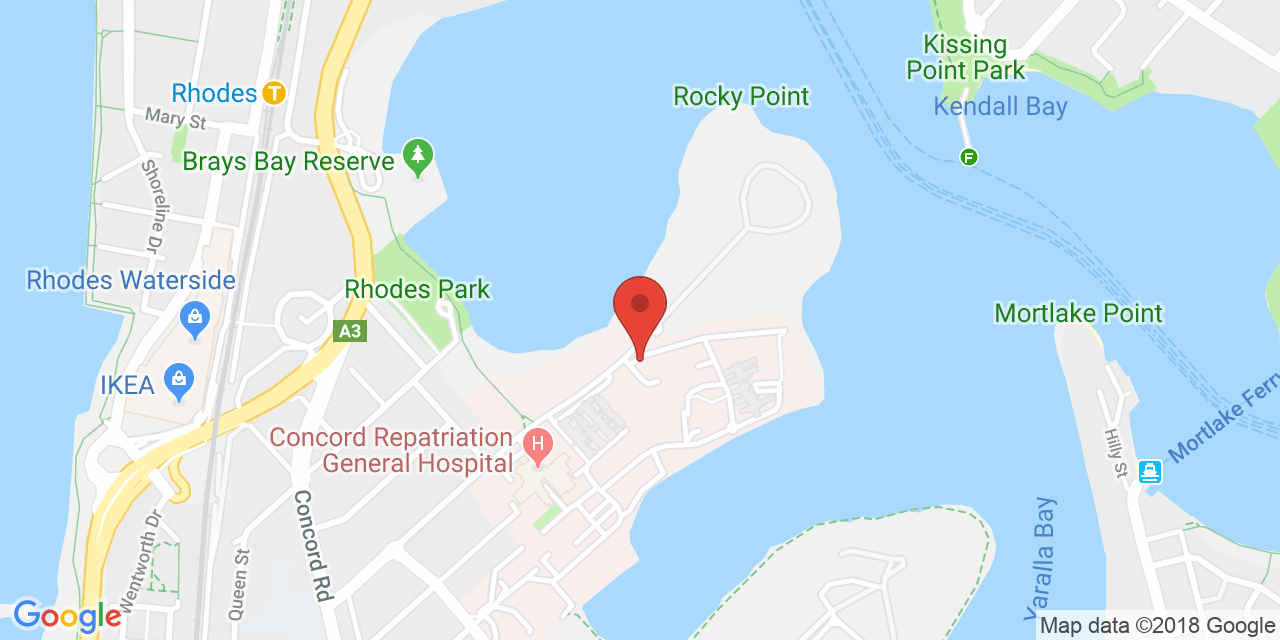 Kissing
Point Park
Rhodes
T
Rocky Point
Kendall Bay
Mary St
Brays Bay Reserve
F
Shoreline Dr
Rhodes Waterside
Rhodes Park
A3
Mortlake Point
IKEA
Mortlake Ferry
Concord Repatriation
General Hospital
H
Hilly St
Concord Rd
Wentworth Dr
Queen St
Yaralla Bay
Google
Map data ©2018 Google